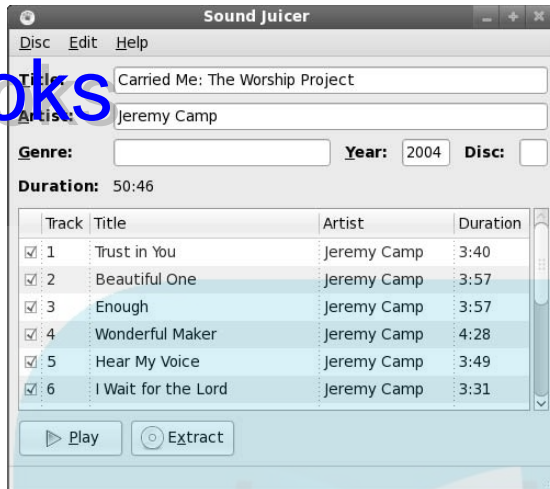 Sound Juicer
Disc Edit Help
Title: Carried Me: The Worship Project
oks
Artist: Jeremy Camp
Genre: Year: 2004 Disc:
Duration: 50:46
Track Title Artist Duration
1 Trust in You Jeremy Camp 3:40
2 Beautiful One Jeremy Camp 3:57
3 Enough Jeremy Camp 3:57
4 Wonderful Maker Jeremy Camp 4:28
5 Hear My Voice Jeremy Camp 3:49
6 I Wait for the Lord Jeremy Camp 3:31
Play Extract